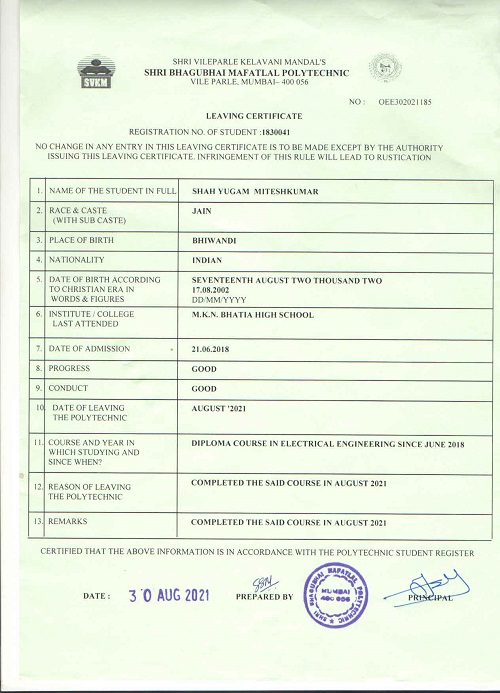 SVKM
SHRI VILEPARLE KELAVANI MANDAL'S
SHRI BHAGUBHAI MAFATLAL POLYTECHNIC
VILE PARLE, MUMBAI– 400 056
NO : OEE302021185
LEAVING CERTIFICATE
REGISTRATION NO. OF STUDENT :1830041
NO CHANGE IN ANY ENTRY IN THIS LEAVING CERTIFICATE IS TO BE MADE EXCEPT BY THE AUTHORITY
ISSUING THIS LEAVING CERTIFICATE. INFRINGEMENT OF THIS RULE WILL LEAD TO RUSTICATION
1. NAME OF THE STUDENT IN FULL SHAH YUGAM MITESHKUMAR
2. RACE & CASTE JAIN
(WITH SUB CASTE)
3. PLACE OF BIRTH BHIWANDI
4. NATIONALITY INDIAN
5. DATE OF BIRTH ACCORDING SEVENTEENTH AUGUST TWO THOUSAND TWO
TO CHRISTIAN ERA IN 17.08.2002
WORDS & FIGURES DD/MM/YYYY
6. INSTITUTE / COLLEGE M.K.N. BHATIA HIGH SCHOOL
LAST ATTENDED
7. DATE OF ADMISSION 21.06.2018
8. PROGRESS GOOD
9. CONDUCT GOOD
10. DATE OF LEAVING AUGUST '2021
THE POLYTECHNIC
11. COURSE AND YEAR IN DIPLOMA COURSE IN ELECTRICAL ENGINEERING SINCE JUNE 2018
WHICH STUDYING AND
SINCE WHEN?
12. REASON OF LEAVING COMPLETED THE SAID COURSE IN AUGUST 2021
THE POLYTECHNIC
13. REMARKS COMPLETED THE SAID COURSE IN AUGUST 2021
CERTIFIED THAT THE ABOVE INFORMATION IS IN ACCORDANCE WITH THE POLYTECHNIC STUDENT REGISTER
DATE : 30 AUG 2021 PREPARED BY PRINCIPAL
SHRI BHAGUBHAI MAFATLAL POLYTECHNIC
MUMBAI
400 056